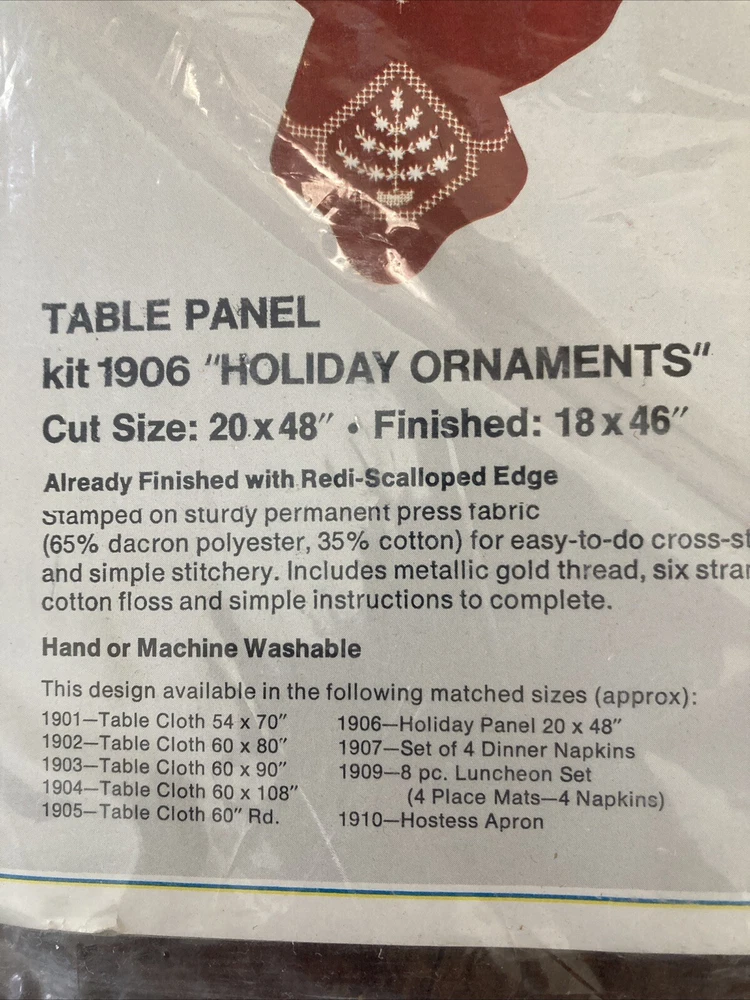 TABLE PANEL
kit 1906 "HOLIDAY ORNAMENTS"
Cut Size: 20 x 48" • Finished: 18 x 46"
Already Finished with Redi-Scalloped Edge
Stamped on sturdy permanent press fabric
(65% dacron polyester, 35% cotton) for easy-to-do cross-st
and simple stitchery. Includes metallic gold thread, six stran
cotton floss and simple instructions to complete.
Hand or Machine Washable
This design available in the following matched sizes (approx):
1901—Table Cloth 54 x 70"
1902—Table Cloth 60 x 80"
1903—Table Cloth 60 x 90"
1904—Table Cloth 60 x 108"
1905—Table Cloth 60" Rd.
1906—Holiday Panel 20 x 48"
1907—Set of 4 Dinner Napkins
1909—8 pc. Luncheon Set
(4 Place Mats—4 Napkins)
1910—Hostess Apron